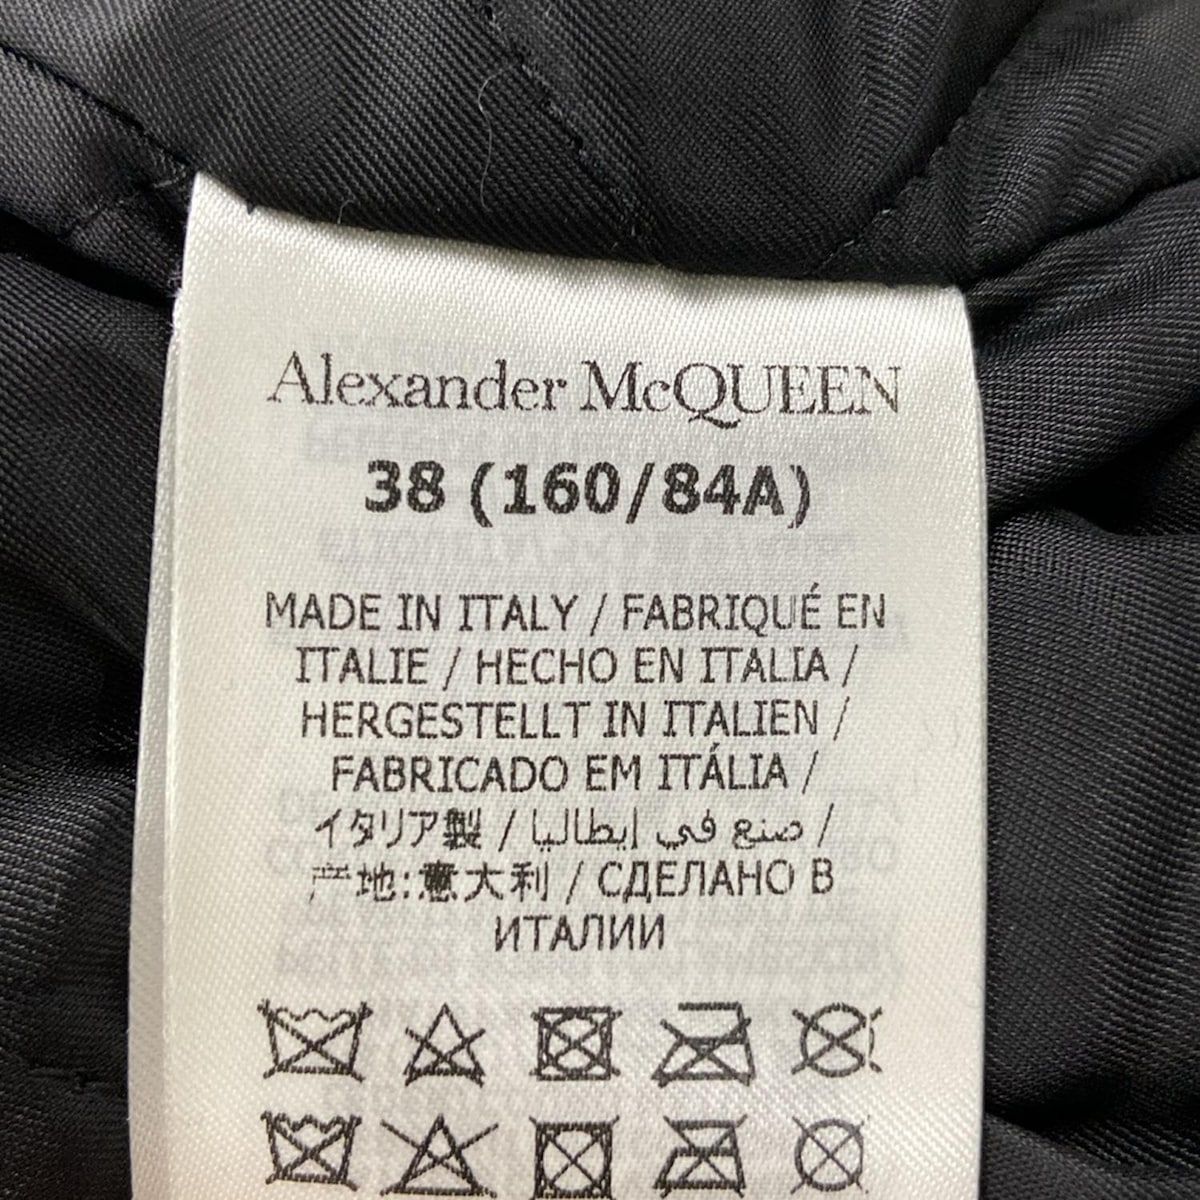 Alexander McQUEEN
38 (160/84A)
MADE IN ITALY / FABRIQUÉ EN
ITALIE / HECHO EN ITALIA /
HERGESTELLT IN ITALIEN /
FABRICADO EM ITÁLIA /
イタリア製 / صنع في إيطاليا /
产地:意大利 / СДЕЛАНО В
ИТАЛИИ